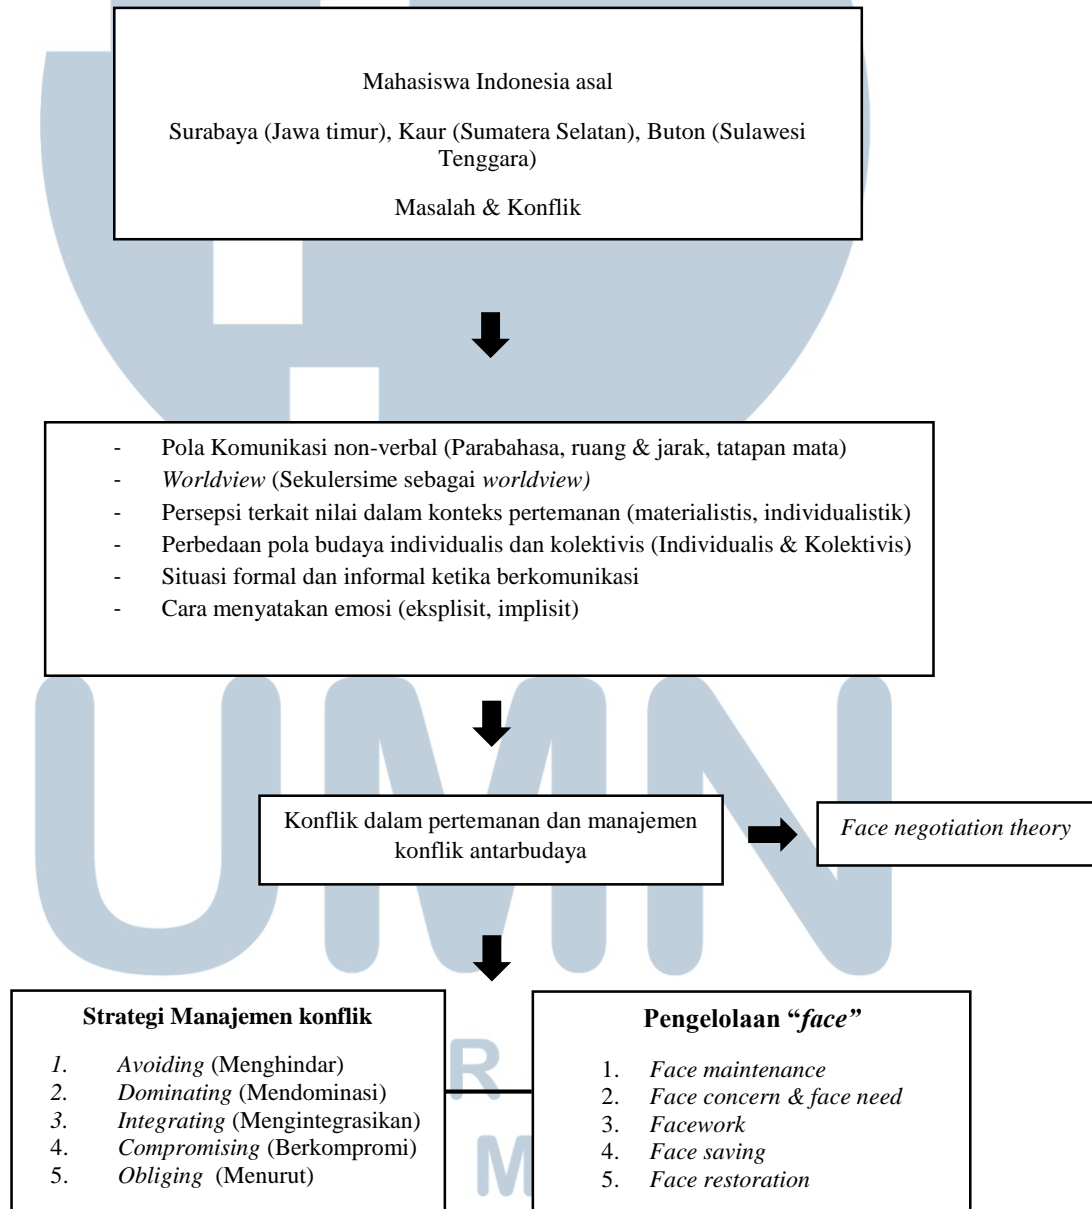 Mahasiswa Indonesia asal
Surabaya (Jawa timur), Kaur (Sumatera Selatan), Buton (Sulawesi
Tenggara)
Masalah & Konflik
- Pola Komunikasi non-verbal (Parabahasa, ruang & jarak, tatapan mata)
- Worldview (Sekulersime sebagai worldview)
- Persepsi terkait nilai dalam konteks pertemanan (materialistis, individualistik)
- Perbedaan pola budaya individualis dan kolektivis (Individualis & Kolektivis)
- Situasi formal dan informal ketika berkomunikasi
- Cara menyatakan emosi (eksplisit, implisit)
UMN
Konflik dalam pertemanan dan manajemen
konflik antarbudaya
Face negotiation theory
Strategi Manajemen konflik
1. Avoiding (Menghindar)
2. Dominating (Mendominasi)
3. Integrating (Mengintegrasikan)
4. Compromising (Berkompromi)
5. Obliging (Menurut)
R
M
Pengelolaan “face”
1. Face maintenance
2. Face concern & face need
3. Facework
4. Face saving
5. Face restoration